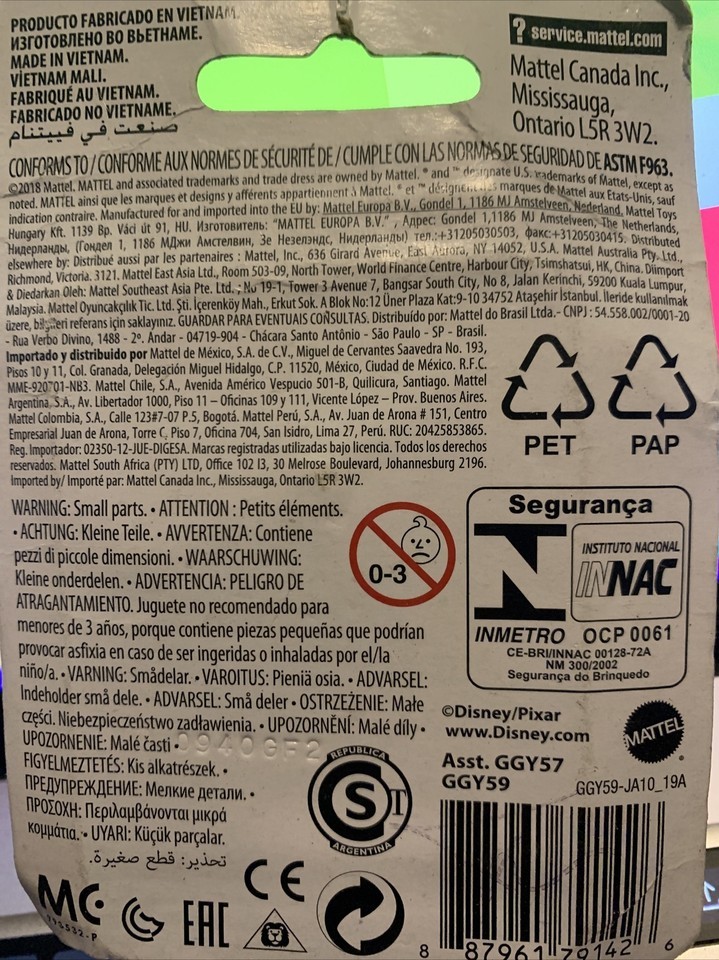 PRODUCTO FABRICADO EN VIETNAM.
ИЗГОТОВЛЕНО ВО ВЬЕТНАМЕ.
MADE IN VIETNAM.
VİETNAM MALI.
FABRIQUÉ AU VIETNAM.
FABRICADO NO VIETNAME.
صنعت في فييتنام
? service.mattel.com
Mattel Canada Inc.,
Mississauga,
Ontario L5R 3W2.
CONFORMS TO / CONFORME AUX NORMES DE SÉCURITÉ DE / CUMPLE CON LAS NORMAS DE SEGURIDAD DE ASTM F963.
©2018 Mattel. MATTEL and associated trademarks and trade dress are owned by Mattel. ® and ™ designate U.S. trademarks of Mattel, except as
noted. MATTEL ainsi que les marques et designs y afférents appartiennent à Mattel. ® et ™ désignent les marques de Mattel aux États-Unis, sauf
indication contraire. Manufactured for and imported into the EU by: Mattel Europa B.V., Gondel 1, 1186 MJ Amstelveen, Nederland. Mattel Toys
Hungary Kft. 1139 Bp. Váci út 91, HU. Изготовитель: "MATTEL EUROPA B.V." , Адрес: Gondel 1,1186 MJ Amstelveen, The Netherlands,
Нидерланды, (Гондел 1, 1186 МДжи Амстелвин, Зе Незелэндс, Нидерланды) тел.:+31205030503, факс:+31205030415. Distributed
elsewhere by: Distribué aussi par les partenaires : Mattel, Inc., 636 Girard Avenue, East Aurora, NY 14052, U.S.A. Mattel Australia Pty. Ltd.,
Richmond, Victoria. 3121. Mattel East Asia Ltd., Room 503-09, North Tower, World Finance Centre, Harbour City, Tsimshatsui, HK, China. Diimport
& Diedarkan Oleh: Mattel Southeast Asia Pte. Ltd., No 19-1, Tower 3 Avenue 7, Bangsar South City, No 8, Jalan Kerinchi, 59200 Kuala Lumpur,
Malaysia. Mattel Oyuncakçılık Tic. Ltd. Şti. İçerenköy Mah., Erkut Sok. A Blok No:12 Üner Plaza Kat:9-10 34752 Ataşehir İstanbul. İleride kullanılmak
üzere, bilgileri referans için saklayınız. GUARDAR PARA EVENTUAIS CONSULTAS. Distribuído por: Mattel do Brasil Ltda.- CNPJ : 54.558.002/0001-20
- Rua Verbo Divino, 1488 - 2º. Andar - 04719-904 - Chácara Santo Antônio - São Paulo - SP - Brasil.
Importado y distribuido por Mattel de México, S.A. de C.V., Miguel de Cervantes Saavedra No. 193,
Pisos 10 y 11, Col. Granada, Delegación Miguel Hidalgo, C.P. 11520, México, Ciudad de México. R.F.C.
MME-920701-NB3. Mattel Chile, S.A., Avenida Américo Vespucio 501-B, Quilicura, Santiago. Mattel
Argentina, S.A., Av. Libertador 1000, Piso 11 – Oficinas 109 y 111, Vicente López – Prov. Buenos Aires.
Mattel Colombia, S.A., Calle 123#7-07 P.5, Bogotá. Mattel Perú, S.A., Av. Juan de Arona # 151, Centro
Empresarial Juan de Arona, Torre C, Piso 7, Oficina 704, San Isidro, Lima 27, Perú. RUC: 20425853865.
Reg. Importador: 02350-12-JUE-DIGESA. Marcas registradas utilizadas bajo licencia. Todos los derechos
reservados. Mattel South Africa (PTY) LTD, Office 102 I3, 30 Melrose Boulevard, Johannesburg 2196.
Imported by/ Importé par: Mattel Canada Inc., Mississauga, Ontario L5R 3W2.
PET
PAP
WARNING: Small parts. • ATTENTION : Petits éléments.
• ACHTUNG: Kleine Teile. • AVVERTENZA: Contiene
pezzi di piccole dimensioni. • WAARSCHUWING:
Kleine onderdelen. • ADVERTENCIA: PELIGRO DE
ATRAGANTAMIENTO. Juguete no recomendado para
menores de 3 años, porque contiene piezas pequeñas que podrían
provocar asfixia en caso de ser ingeridas o inhaladas por el/la
niño/a. • VARNING: Smådelar. • VAROITUS: Pieniä osia. • ADVARSEL:
Indeholder små dele. • ADVARSEL: Små deler • OSTRZEŻENIE: Małe
części. Niebezpieczeństwo zadławienia. • UPOZORNĚNÍ: Malé díly •
UPOZORNENIE: Malé časti •
FIGYELMEZTETÉS: Kis alkatrészek. •
ПРЕДУПРЕЖДЕНИЕ: Мелкие детали. •
ΠΡΟΣΟΧΗ: Περιλαμβάνονται μικρά
κομμάτια. • UYARI: Küçük parçalar.
تحذير: قطع صغيرة.
0940GF2
0-3
Segurança
INSTITUTO NACIONAL
INNAC
INMETRO OCP 0061
CE-BRI/INNAC 00128-72A
NM 300/2002
Segurança do Brinquedo
©Disney/Pixar
www.Disney.com
MATTEL
Asst. GGY57
GGY59
GGY59-JA10_19A
REPUBLICA
S T
ARGENTINA
CE
EAC
8 87961 79142 6